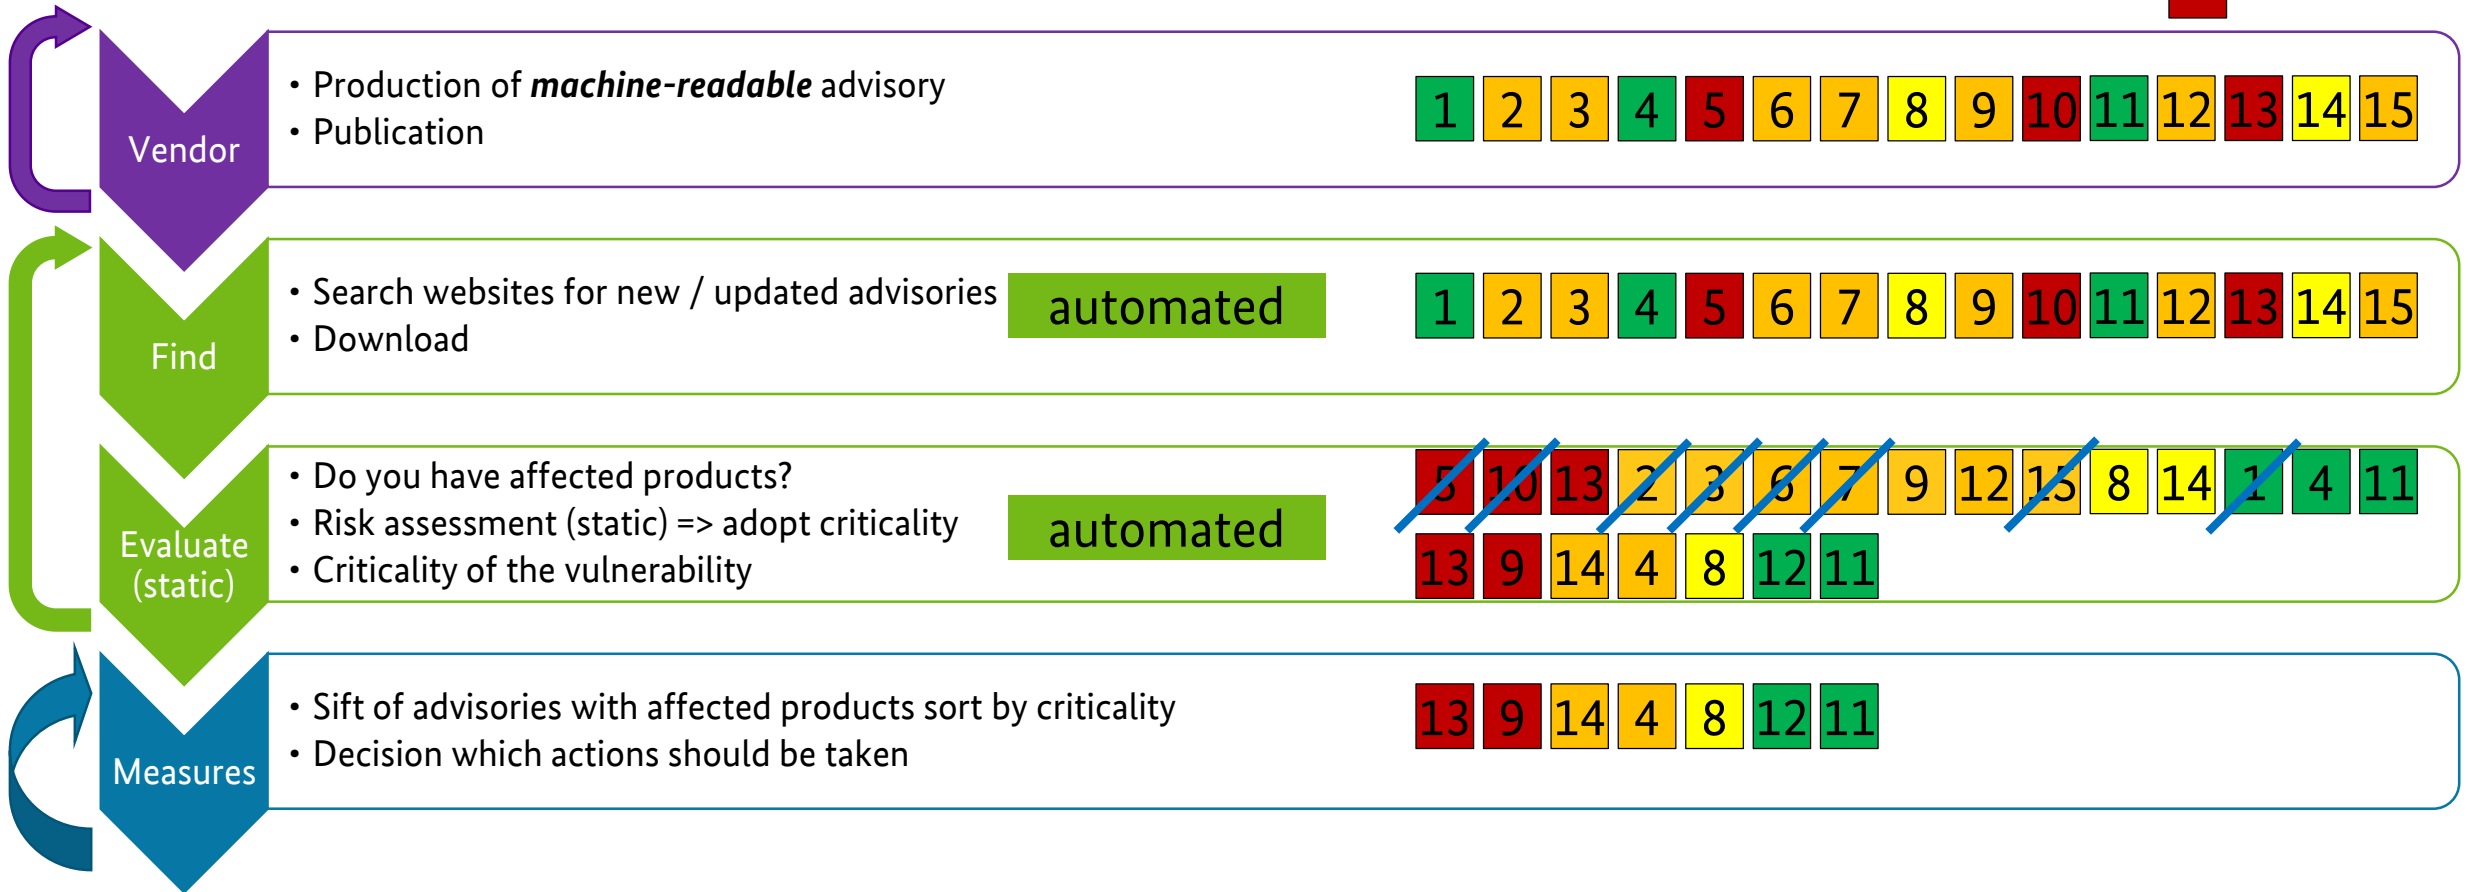 Vendor
• Production of machine-readable advisory
• Publication
1 2 3 4 5 6 7 8 9 10 11 12 13 14 15
Find
• Search websites for new / updated advisories
• Download
automated
1 2 3 4 5 6 7 8 9 10 11 12 13 14 15
Evaluate
(static)
• Do you have affected products?
• Risk assessment (static) => adopt criticality
• Criticality of the vulnerability
automated
5 10 13 2 3 6 7 9 12 15 8 14 1 4 11
13 9 14 4 8 12 11
Measures
• Sift of advisories with affected products sort by criticality
• Decision which actions should be taken
13 9 14 4 8 12 11